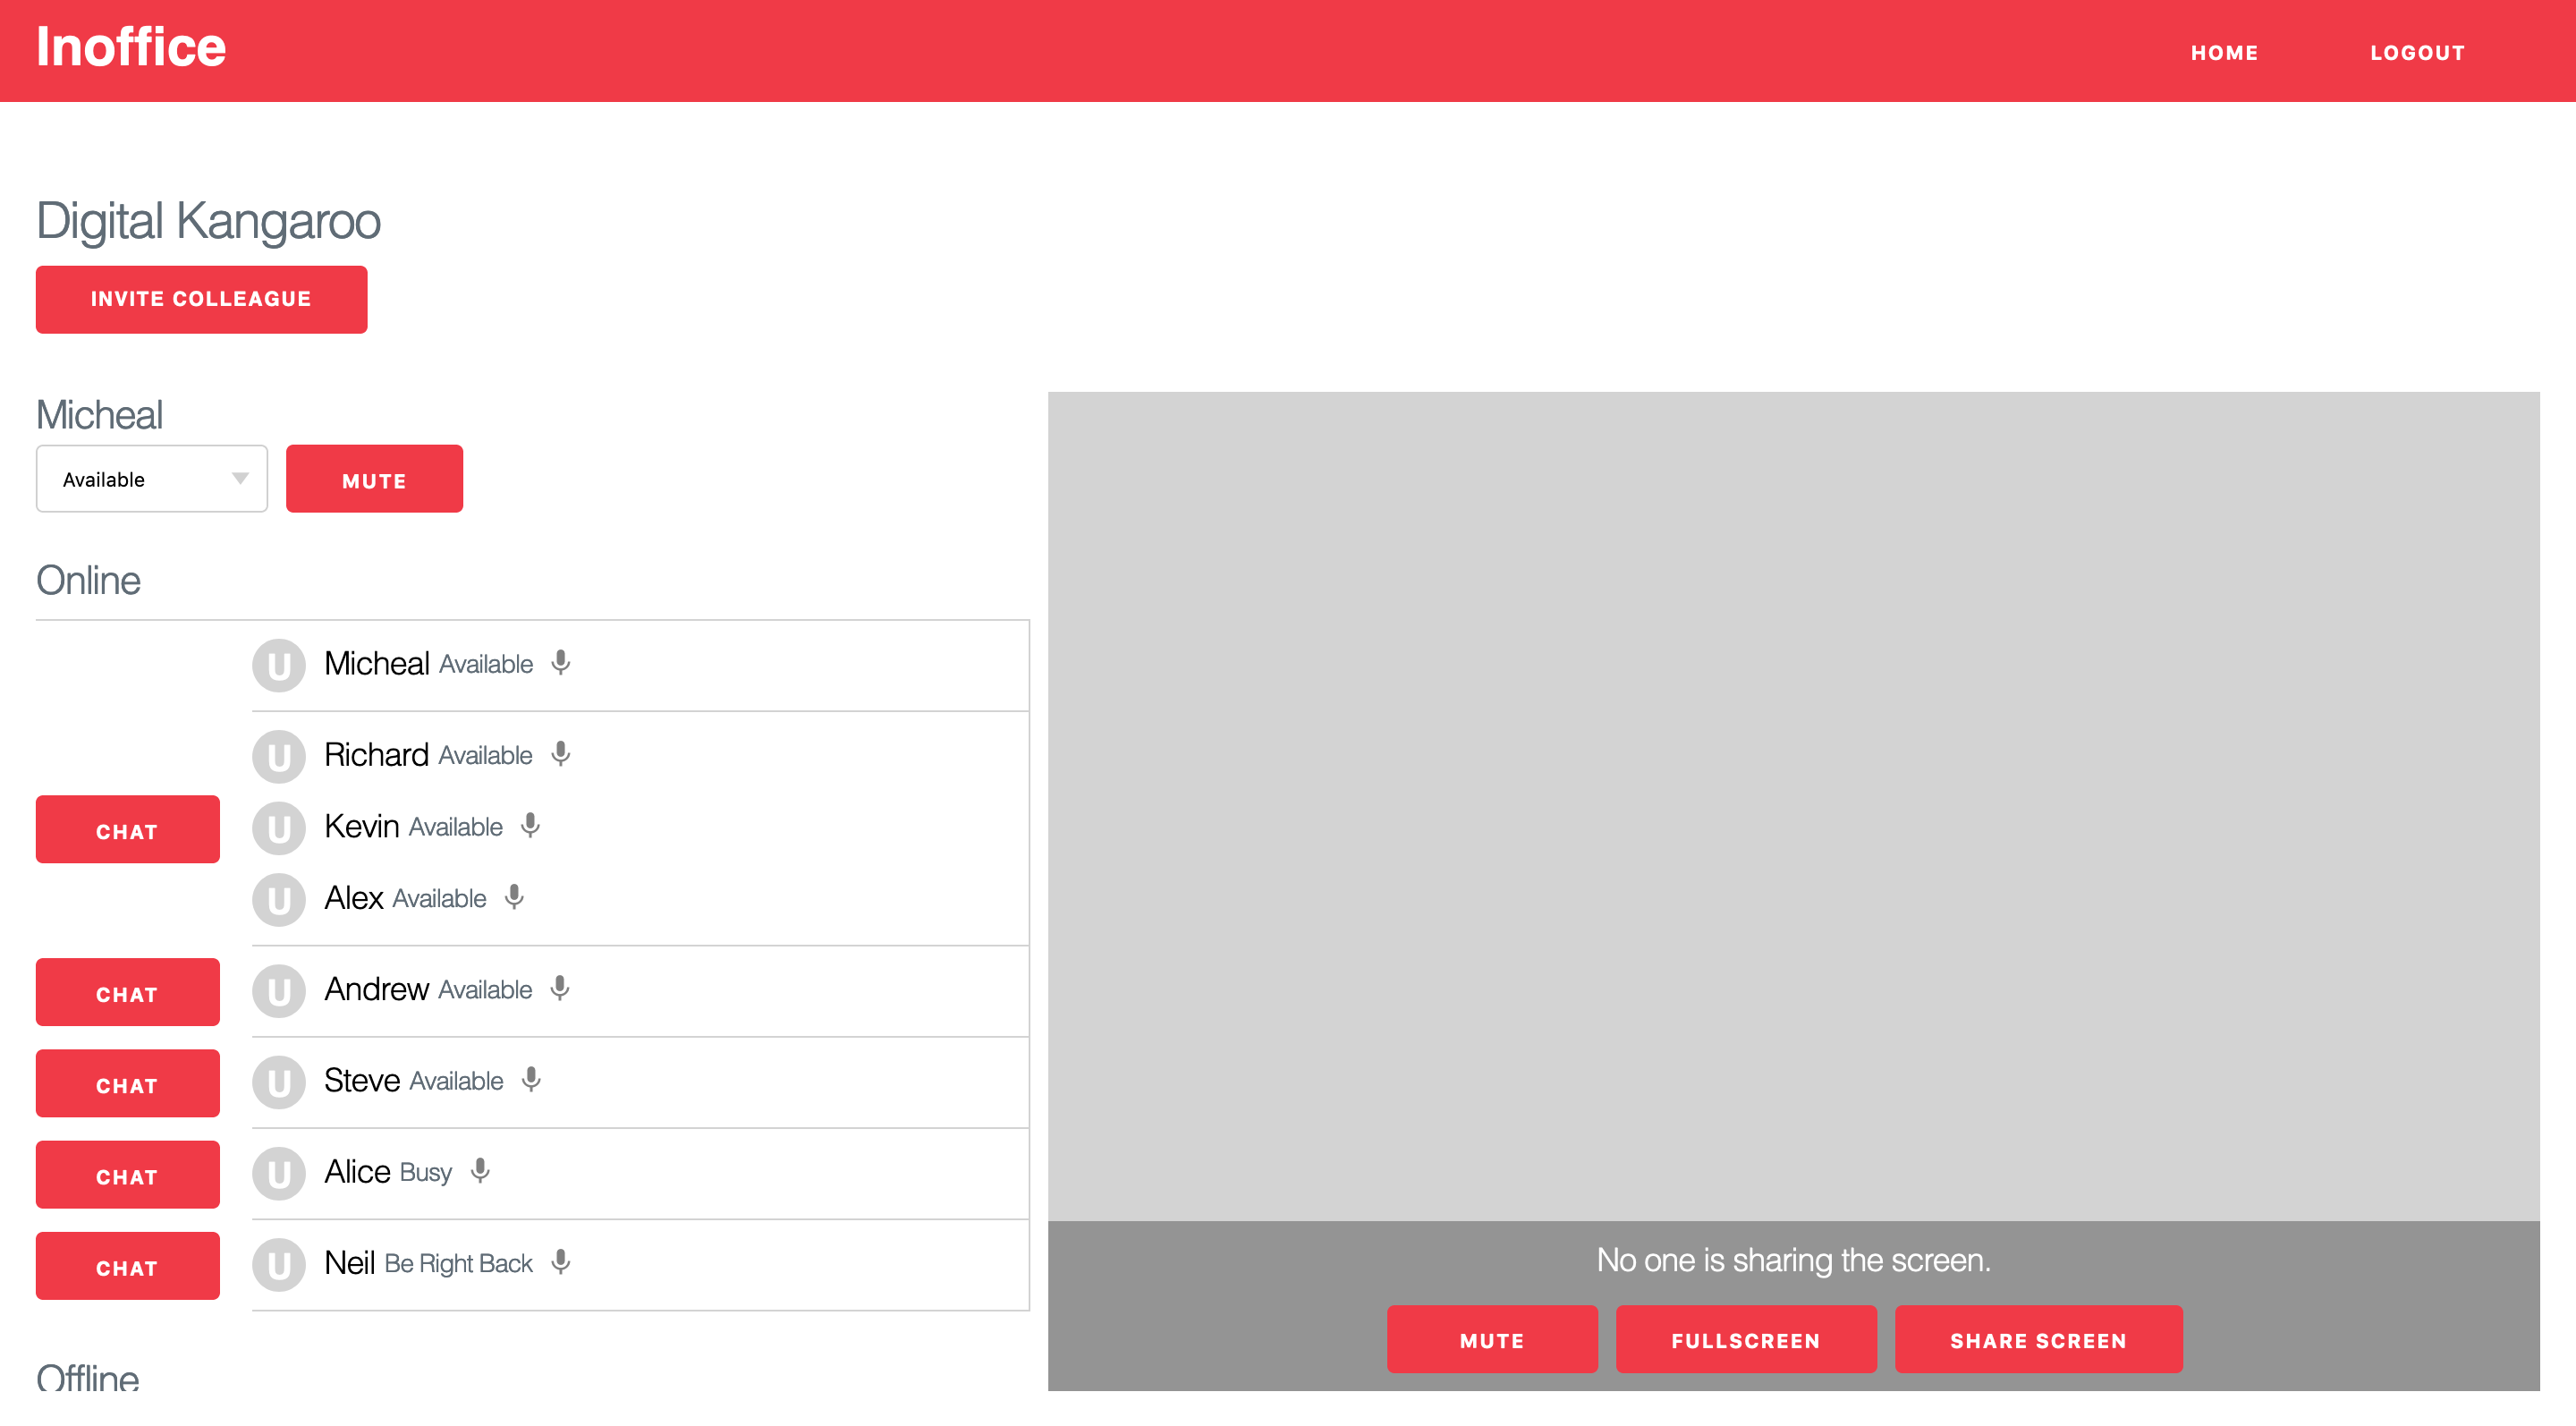 Inoffice
HOME LOGOUT
Digital Kangaroo
INVITE COLLEAGUE
Micheal
Available MUTE
Online
U Micheal Available
U Richard Available
CHAT U Kevin Available
U Alex Available
CHAT U Andrew Available
CHAT U Steve Available
CHAT U Alice Busy
CHAT U Neil Be Right Back
Offline
No one is sharing the screen.
MUTE FULLSCREEN SHARE SCREEN